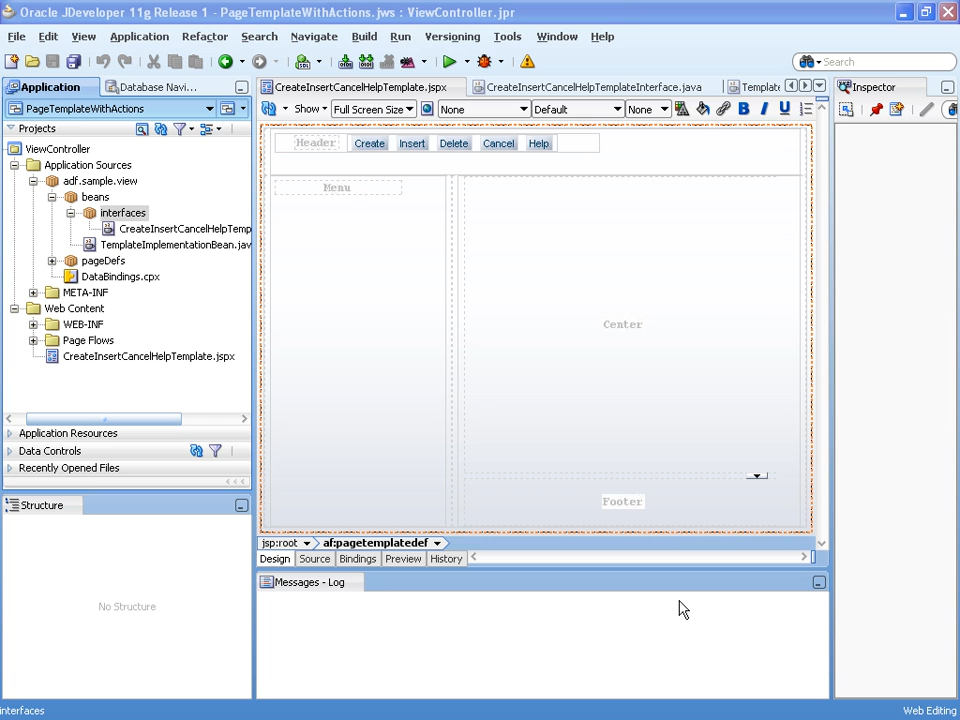 Oracle JDeveloper 11g Release 1 - PageTemplateWithActions.jws : ViewController.jpr
File Edit View Application Refactor Search Navigate Build Run Versioning Tools Window Help
Search
Application Database Navi...
CreateInsertCancelHelpTemplate.jspx CreateInsertCancelHelpTemplateInterface.java Template
Inspector
PageTemplateWithActions
Show Full Screen Size None Default None B I U
Projects
ViewController
Application Sources
adf.sample.view
beans
interfaces
CreateInsertCancelHelpTemp
TemplateImplementationBean.jav
pageDefs
DataBindings.cpx
META-INF
Web Content
WEB-INF
Page Flows
CreateInsertCancelHelpTemplate.jspx
Application Resources
Data Controls
Recently Opened Files
Structure
No Structure
Header Create Insert Delete Cancel Help
Menu
Center
Footer
jsp:root af:pagetemplatedef
Design Source Bindings Preview History
Messages - Log
interfaces
Web Editing